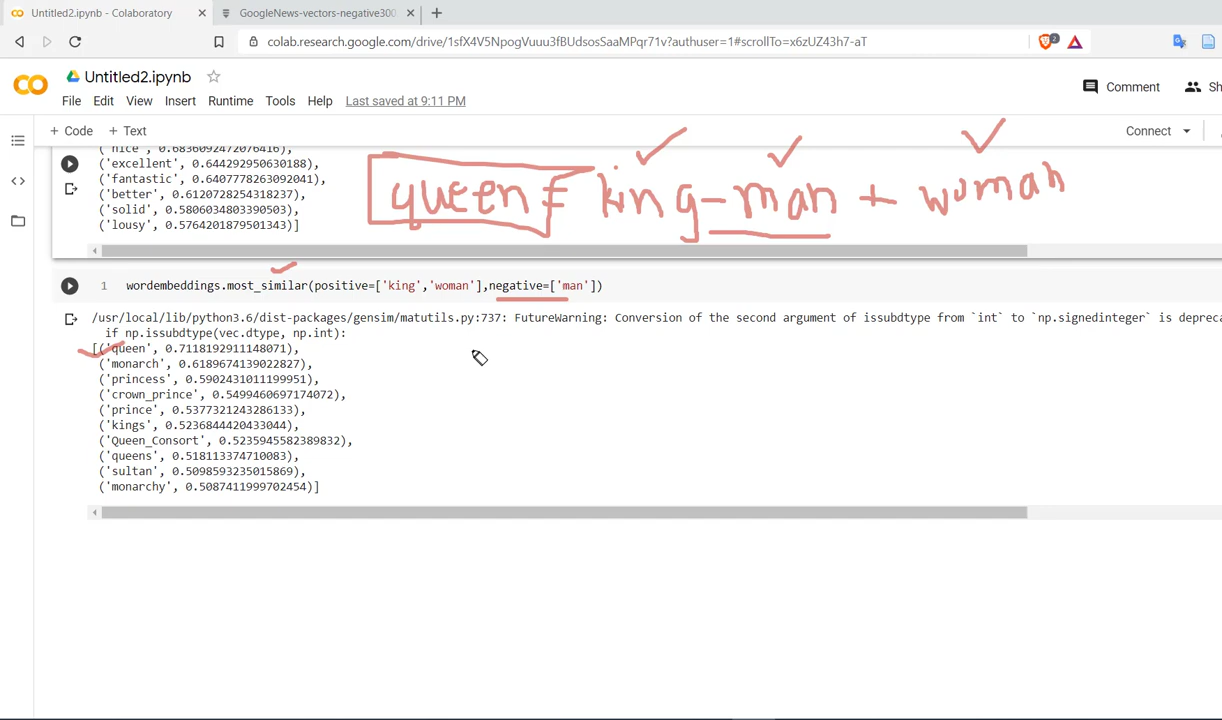 Untitled2.ipynb - Colaboratory
GoogleNews-vectors-negative300
colab.research.google.com/drive/1sfX4V5NpogVuuu3fBUdsosSaaMPqr71v?authuser=1#scrollTo=x6zUZ43h7-aT
2
Untitled2.ipynb
Comment
Sh
File Edit View Insert Runtime Tools Help Last saved at 9:11 PM
+ Code + Text
Connect
('nice', 0.6836092472076416),
('excellent', 0.644292950630188),
('fantastic', 0.6407778263092041),
('better', 0.6120728254318237),
('solid', 0.5806034803390503),
('lousy', 0.5764201879501343)]
queen = king - man + woman
1 wordembeddings.most_similar(positive=['king','woman'],negative=['man'])
/usr/local/lib/python3.6/dist-packages/gensim/matutils.py:737: FutureWarning: Conversion of the second argument of issubdtype from `int` to `np.signedinteger` is depreca
if np.issubdtype(vec.dtype, np.int):
[('queen', 0.7118192911148071),
('monarch', 0.6189674139022827),
('princess', 0.5902431011199951),
('crown_prince', 0.5499460697174072),
('prince', 0.5377321243286133),
('kings', 0.5236844420433044),
('Queen_Consort', 0.5235945582389832),
('queens', 0.518113374710083),
('sultan', 0.5098593235015869),
('monarchy', 0.5087411999702454)]